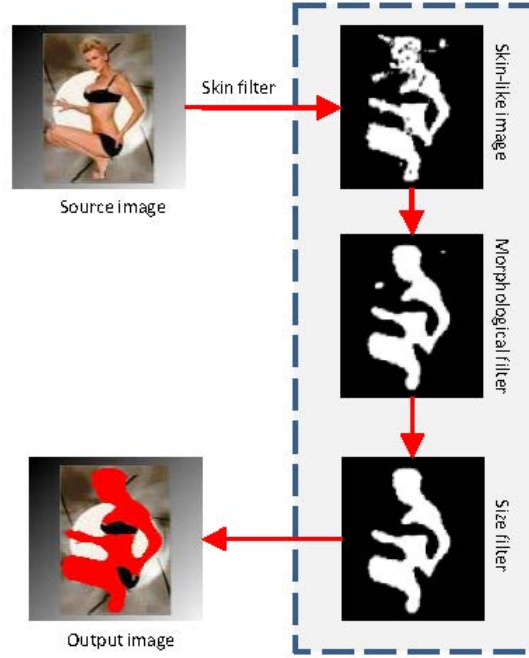 Skin filter
Skin-like image
Source image
Morphological filter
Size filter
Output image